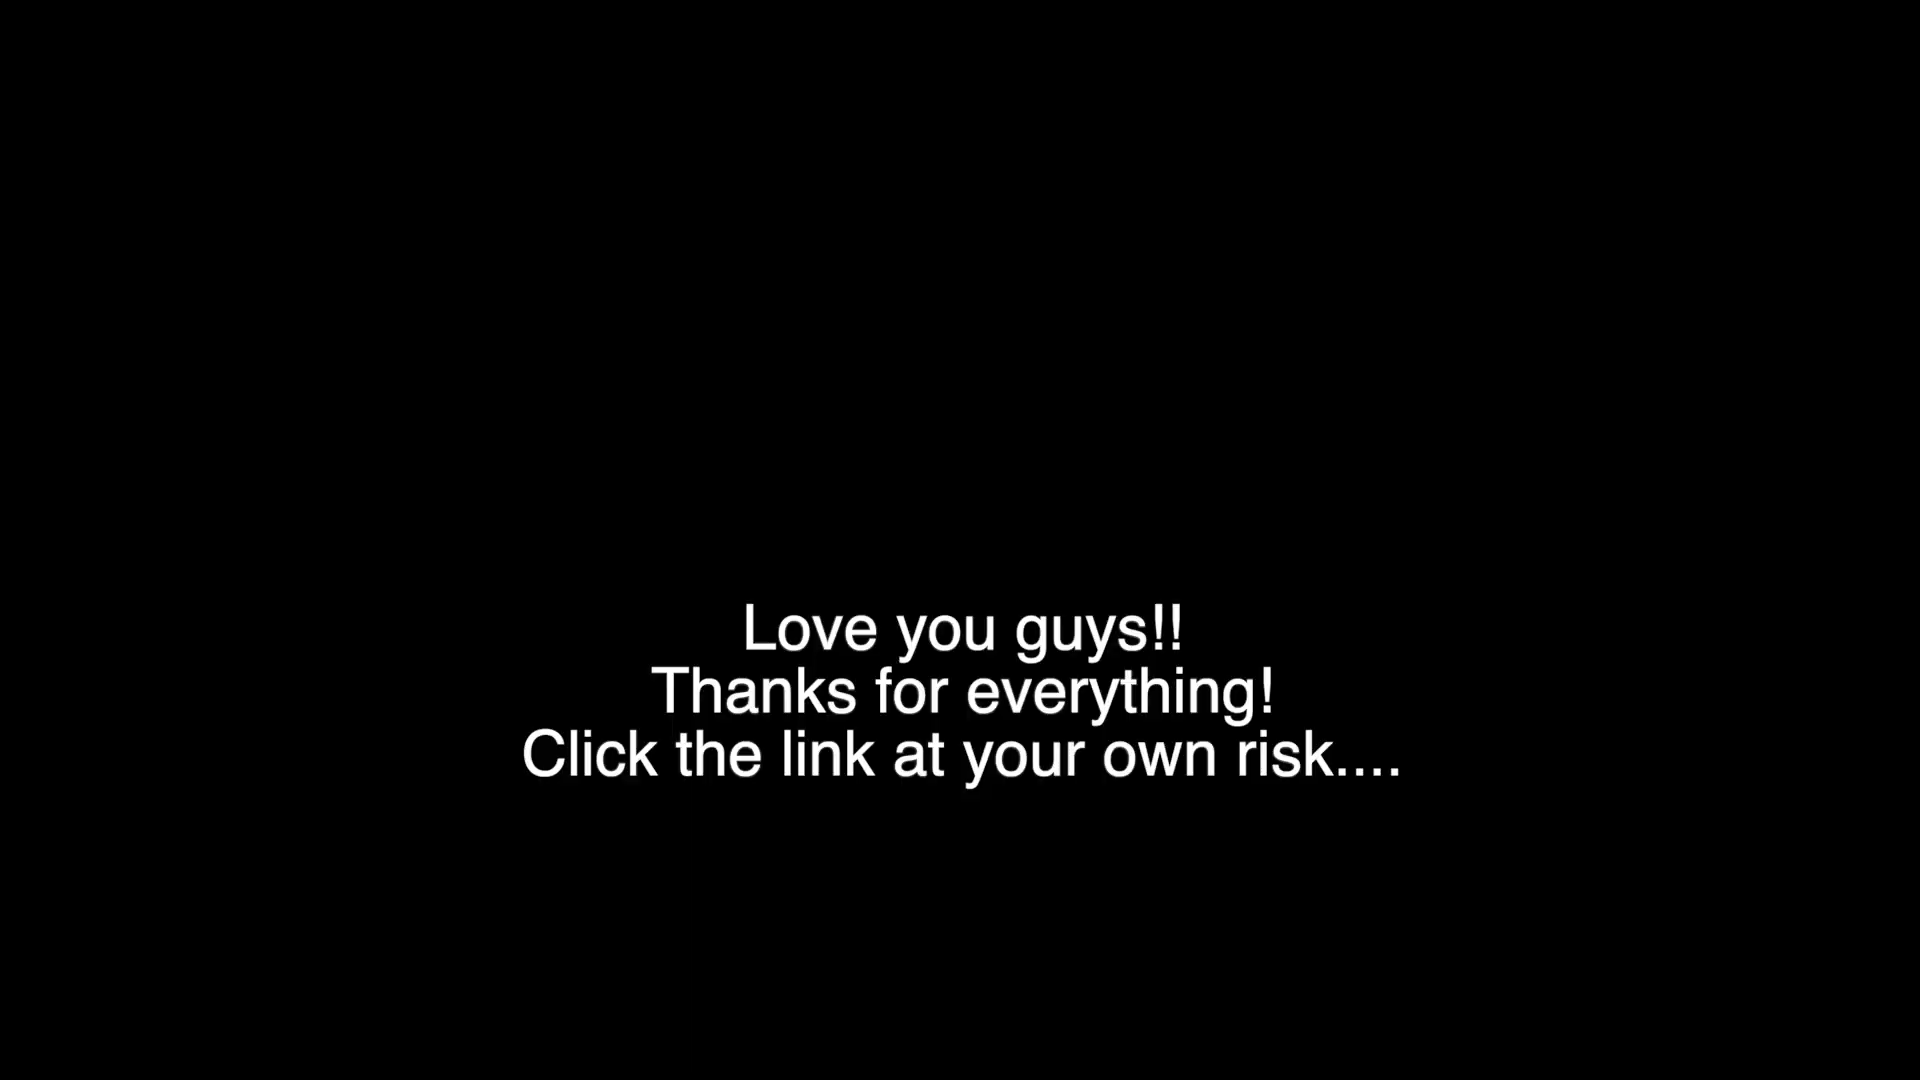 Love you guys!!
Thanks for everything!
Click the link at your own risk....